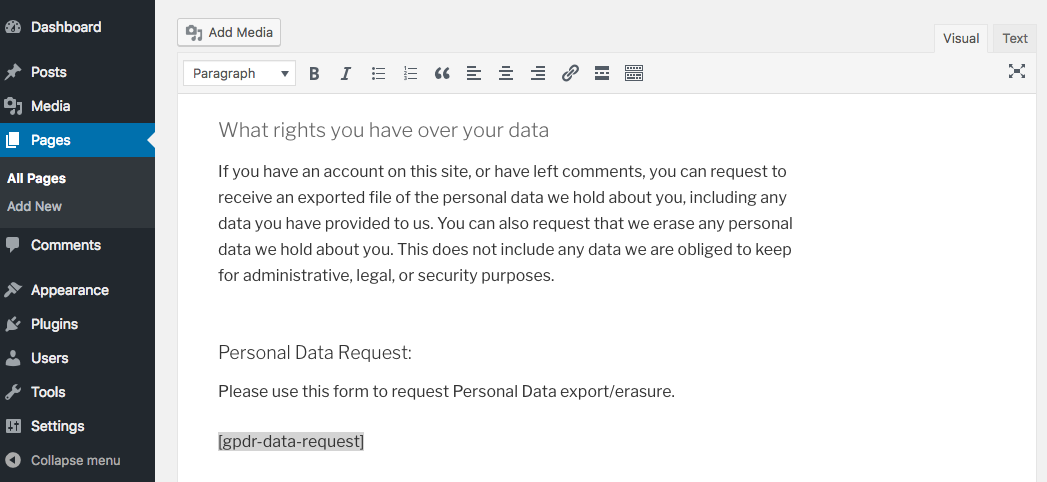 Dashboard
Posts
Media
Pages
All Pages
Add New
Comments
Appearance
Plugins
Users
Tools
Settings
Collapse menu
Add Media
Visual Text
Paragraph B I
What rights you have over your data
If you have an account on this site, or have left comments, you can request to
receive an exported file of the personal data we hold about you, including any
data you have provided to us. You can also request that we erase any personal
data we hold about you. This does not include any data we are obliged to keep
for administrative, legal, or security purposes.
Personal Data Request:
Please use this form to request Personal Data export/erasure.
[gpdr-data-request]